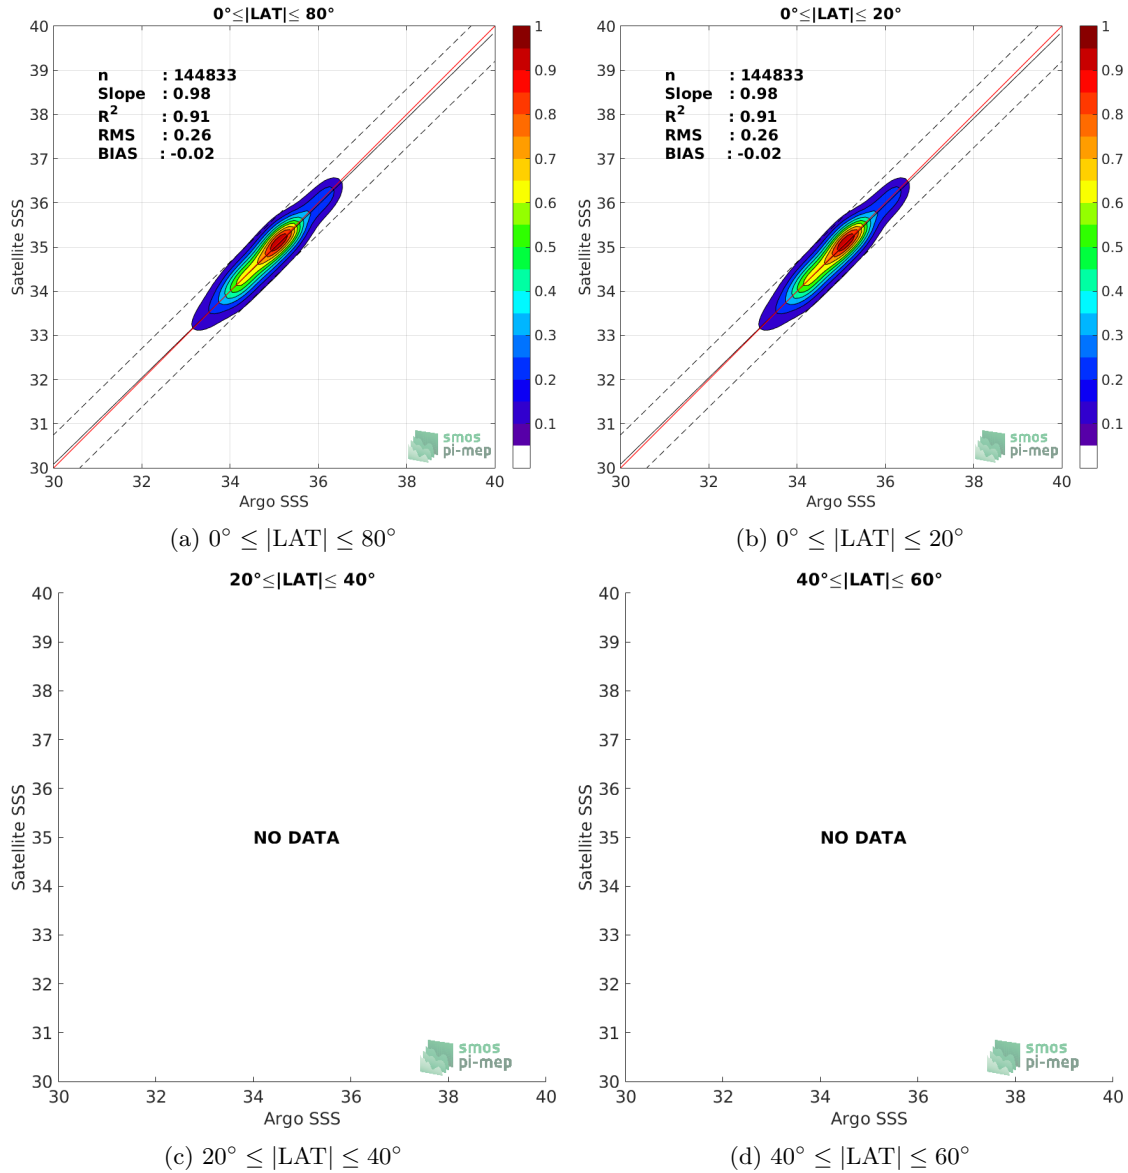 0°≤|LAT|≤ 80°
40
39
38
37
36
35
34
33
32
31
30
Satellite SSS
n : 144833
Slope : 0.98
R² : 0.91
RMS : 0.26
BIAS : -0.02
smos
pi-mep
30 32 34 36 38 40
Argo SSS
1
0.9
0.8
0.7
0.6
0.5
0.4
0.3
0.2
0.1
(a) 0° ≤ |LAT| ≤ 80°
0°≤|LAT|≤ 20°
40
39
38
37
36
35
34
33
32
31
30
Satellite SSS
n : 144833
Slope : 0.98
R² : 0.91
RMS : 0.26
BIAS : -0.02
smos
pi-mep
30 32 34 36 38 40
Argo SSS
1
0.9
0.8
0.7
0.6
0.5
0.4
0.3
0.2
0.1
(b) 0° ≤ |LAT| ≤ 20°
20°≤|LAT|≤ 40°
40
39
38
37
36
35
34
33
32
31
30
Satellite SSS
NO DATA
smos
pi-mep
30 32 34 36 38 40
Argo SSS
(c) 20° ≤ |LAT| ≤ 40°
40°≤|LAT|≤ 60°
40
39
38
37
36
35
34
33
32
31
30
Satellite SSS
NO DATA
smos
pi-mep
30 32 34 36 38 40
Argo SSS
(d) 40° ≤ |LAT| ≤ 60°